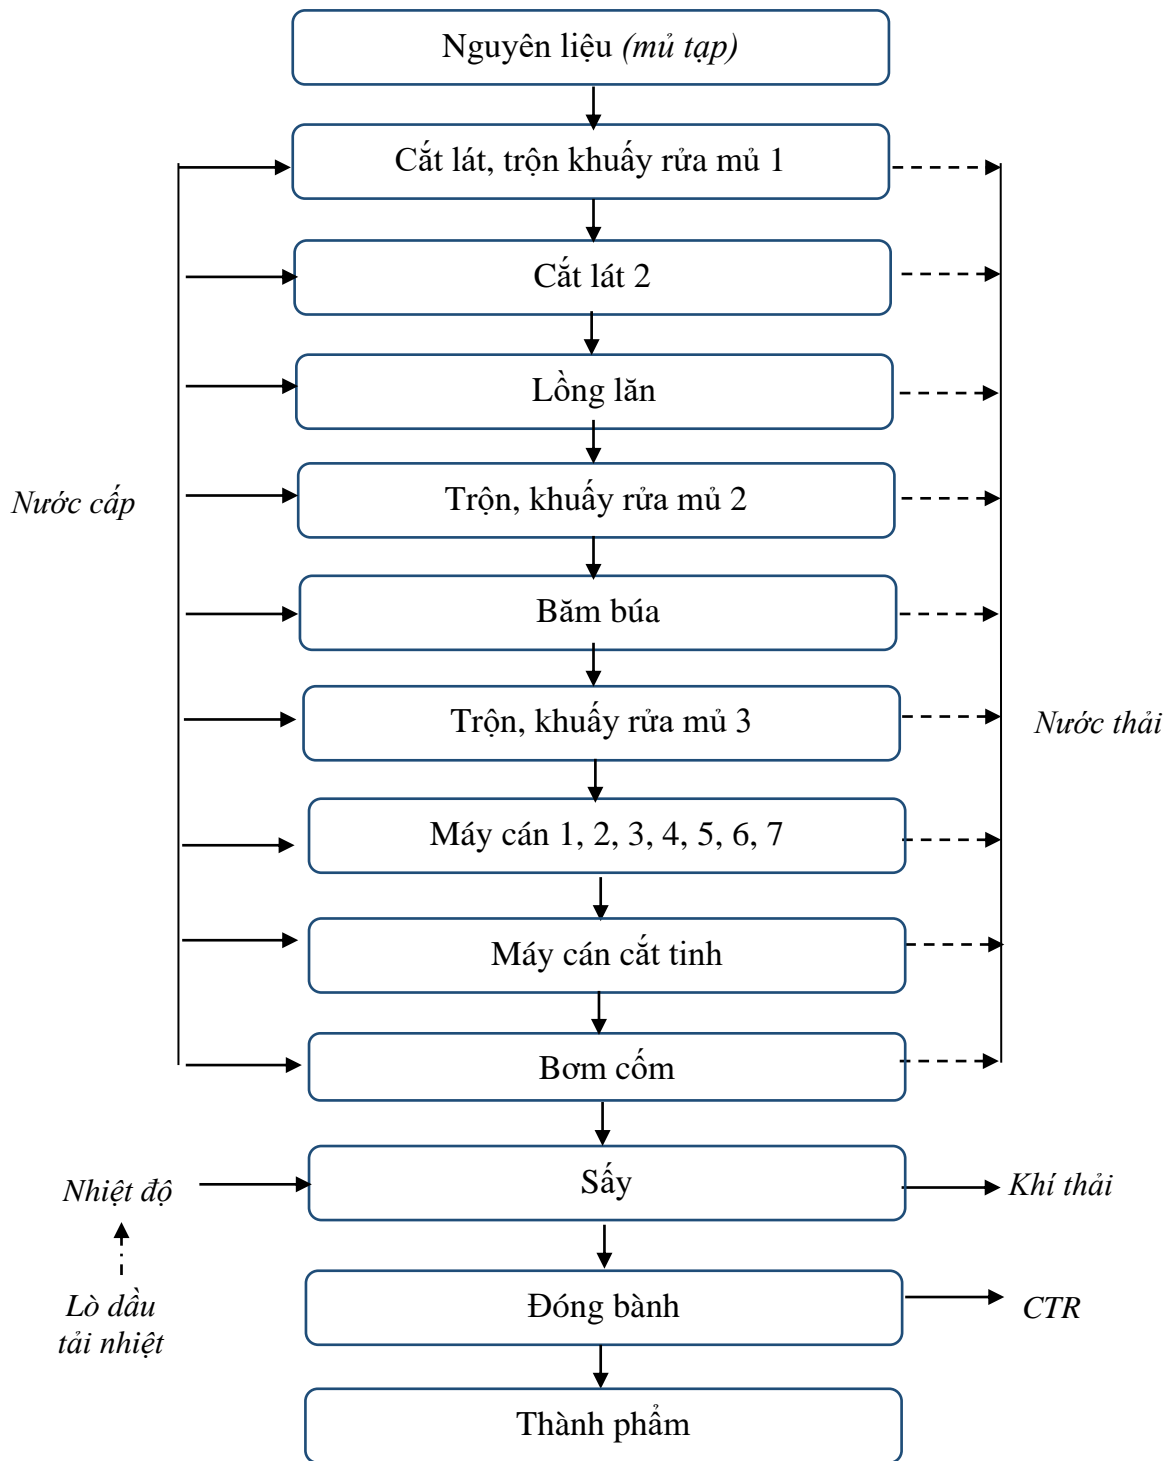 Nguyên liệu (mủ tạp)
Cắt lát, trộn khuấy rửa mủ 1
Cắt lát 2
Lồng lăn
Nước cấp
Trộn, khuấy rửa mủ 2
Băm búa
Trộn, khuấy rửa mủ 3
Nước thải
Máy cán 1, 2, 3, 4, 5, 6, 7
Máy cán cắt tinh
Bơm cốm
Nhiệt độ
Sấy
Khí thải
Lò dầu
tải nhiệt
Đóng bành
CTR
Thành phẩm